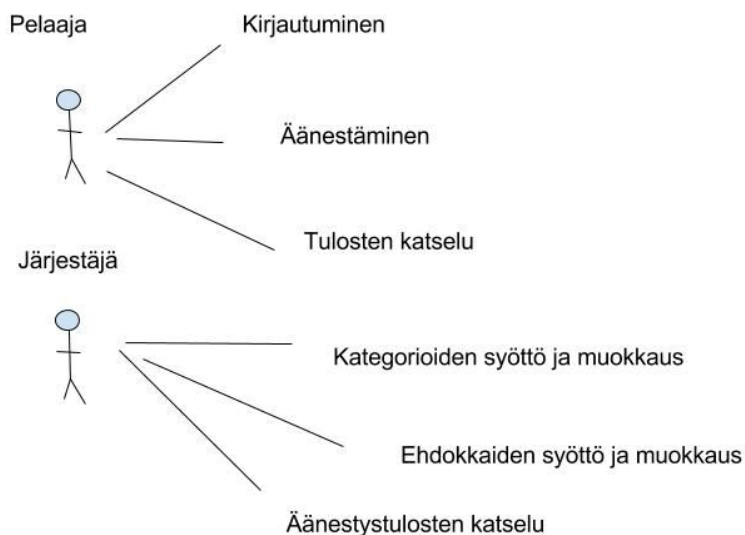 Pelaaja
Kirjautuminen
Äänestäminen
Tulosten katselu
Järjestäjä
Kategorioiden syöttö ja muokkaus
Ehdokkaiden syöttö ja muokkaus
Äänestystulosten katselu